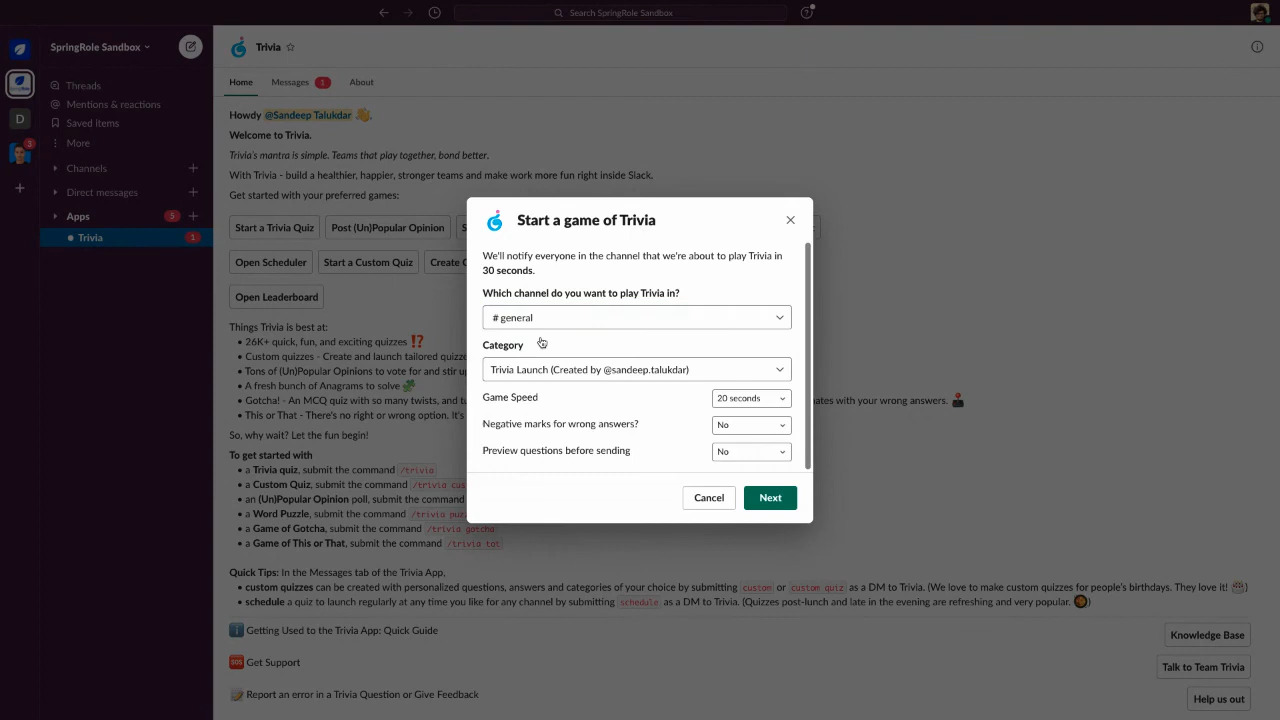 Search SpringRole Sandbox
SpringRole Sandbox
Threads
Mentions & reactions
Saved items
More
Channels
Direct messages
Apps
5
Trivia
1
D
3
Trivia
Home
Messages
1
About
Howdy @Sandeep Talukdar
Welcome to Trivia.
Trivia's mantra is simple. Teams that play together, bond better.
With Trivia - build a healthier, happier, stronger teams and make work more fun right inside Slack.
Get started with your preferred games:
Start a Trivia Quiz
Post (Un)Popular Opinion
Open Scheduler
Start a Custom Quiz
Open Leaderboard
Things Trivia is best at:
• 26K+ quick, fun, and exciting quizzes
• Custom quizzes - Create and launch tailored quizze
• Tons of (Un)Popular Opinions to vote for and stir up
• A fresh bunch of Anagrams to solve
• Gotcha! - An MCQ quiz with so many twists, and t mates with your wrong answers.
• This or That - There's no right or wrong option. It's
So, why wait? Let the fun begin!
To get started with
• a Trivia quiz, submit the command /trivia
• a Custom Quiz, submit the command /trivia cus
• an (Un)Popular Opinion poll, submit the comman
• a Word Puzzle, submit the command /trivia puz
• a Game of Gotcha, submit the command /trivia gotcha
• a Game of This or That, submit the command /trivia tot
Quick Tips: In the Messages tab of the Trivia App,
• custom quizzes can be created with personalized questions, answers and categories of your choice by submitting custom or custom quiz as a DM to Trivia. (We love to make custom quizzes for people's birthdays. They love it!)
• schedule a quiz to launch regularly at any time you like for any channel by submitting schedule as a DM to Trivia. (Quizzes post-lunch and late in the evening are refreshing and very popular.)
Getting Used to the Trivia App: Quick Guide
Knowledge Base
Get Support
Talk to Team Trivia
Report an error in a Trivia Question or Give Feedback
Help us out
Start a game of Trivia
We'll notify everyone in the channel that we're about to play Trivia in
30 seconds.
Which channel do you want to play Trivia in?
# general
Category
Trivia Launch (Created by @sandeep.talukdar)
Game Speed
20 seconds
Negative marks for wrong answers?
No
Preview questions before sending
No
Cancel
Next